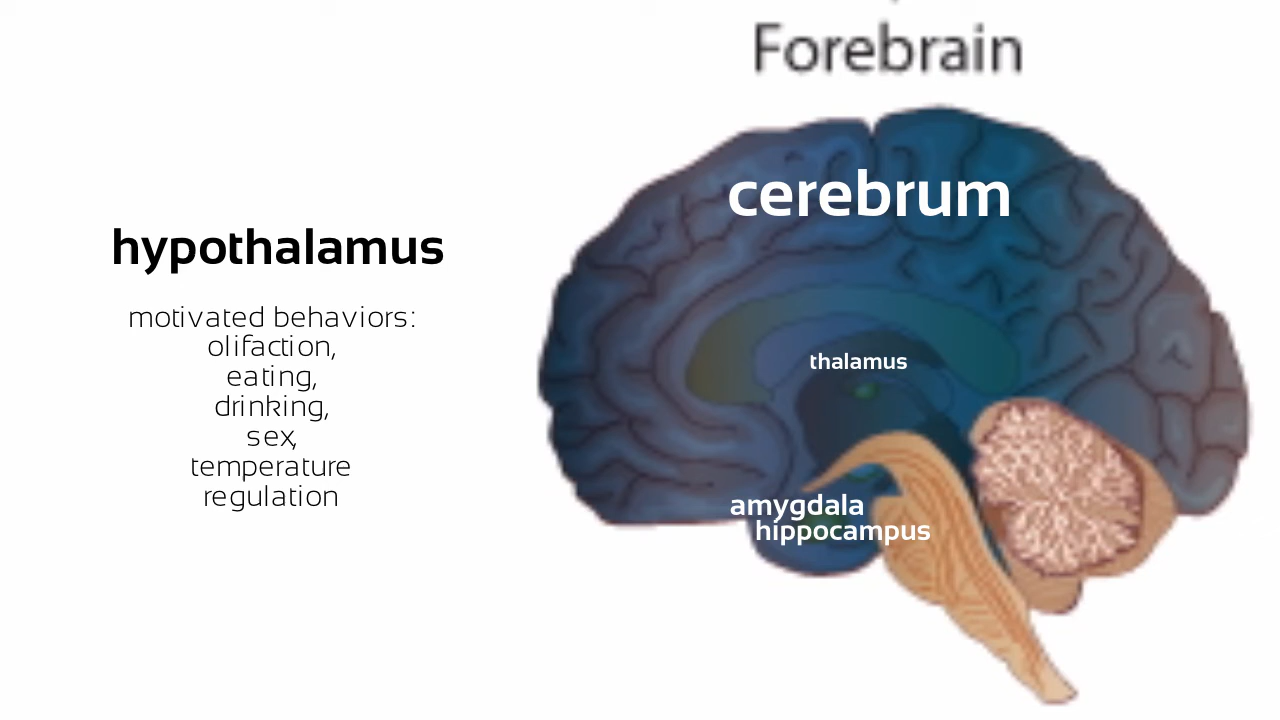 Forebrain
cerebrum
hypothalamus
motivated behaviors:
olifaction,
eating,
drinking,
sex,
temperature
regulation
thalamus
amygdala
hippocampus